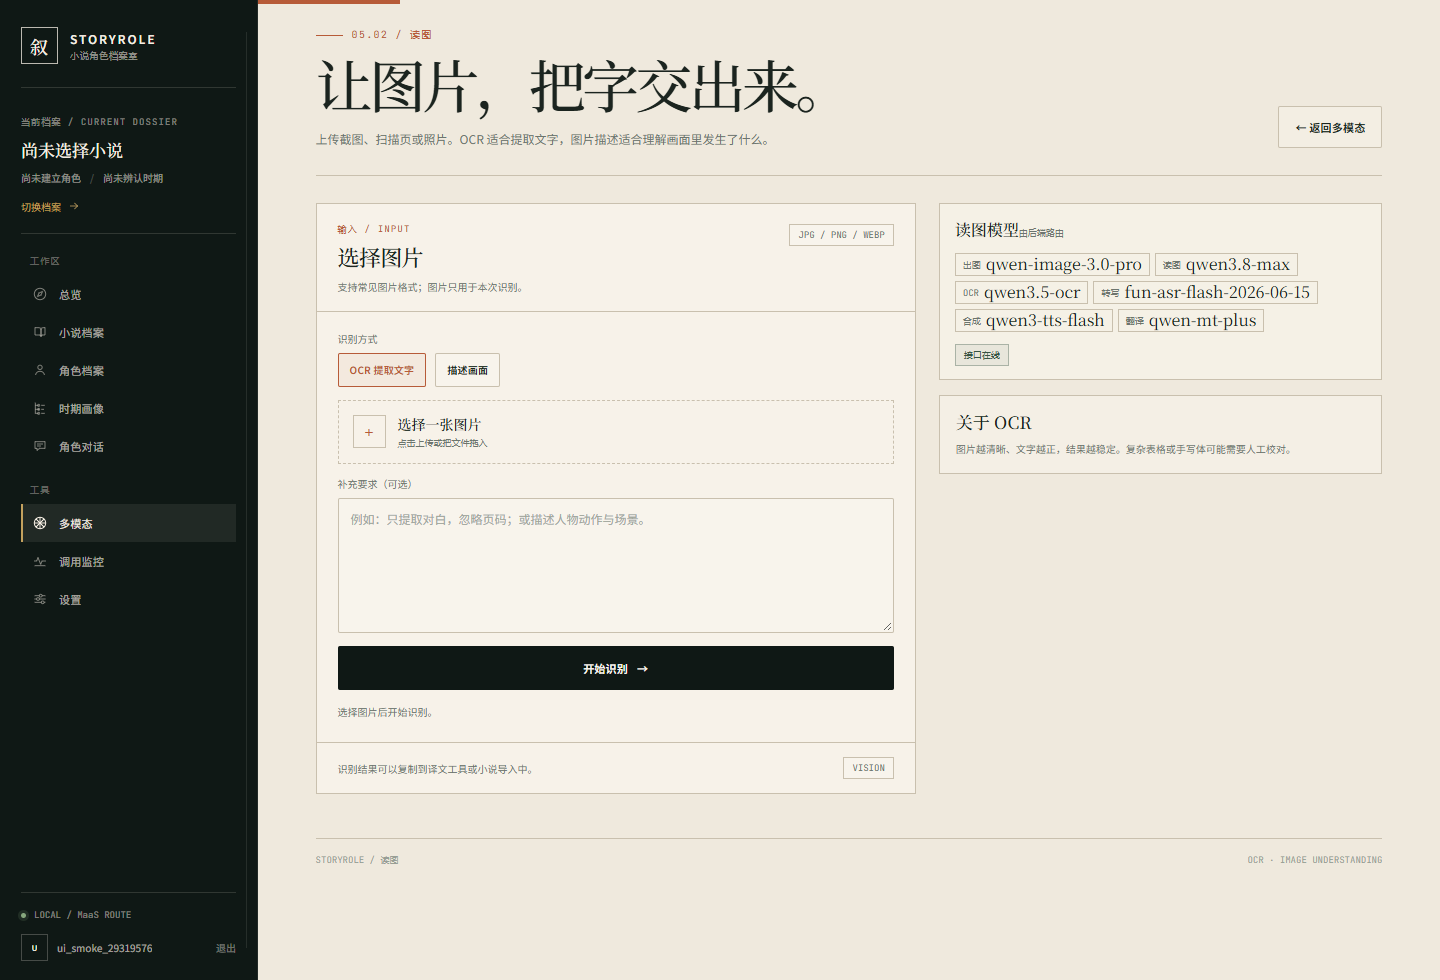 叙
STORYROLE
小说角色档案室
当前档案 / CURRENT DOSSIER
尚未选择小说
尚未建立角色 / 尚未辨认时期
切换档案 →
工作区
总览
小说档案
角色档案
时期画像
角色对话
工具
多模态
调用监控
设置
LOCAL / MaaS ROUTE
U ui_smoke_29319576 退出
05.02 / 读图
让图片，把字交出来。
上传截图、扫描页或照片。OCR 适合提取文字，图片描述适合理解画面里发生了什么。
← 返回多模态
输入 / INPUT
选择图片
支持常见图片格式；图片只用于本次识别。
JPG / PNG / WEBP
识别方式
OCR 提取文字 描述画面
+ 选择一张图片
点击上传或把文件拖入
补充要求（可选）
例如：只提取对白，忽略页码；或描述人物动作与场景。
开始识别 →
选择图片后开始识别。
识别结果可以复制到译文工具或小说导入中。 VISION
读图模型由后端路由
出图 qwen-image-3.0-pro 读图 qwen3.8-max
OCR qwen3.5-ocr 转写 fun-asr-flash-2026-06-15
合成 qwen3-tts-flash 翻译 qwen-mt-plus
接口在线
关于 OCR
图片越清晰、文字越正，结果越稳定。复杂表格或手写体可能需要人工校对。
STORYROLE / 读图 OCR · IMAGE UNDERSTANDING